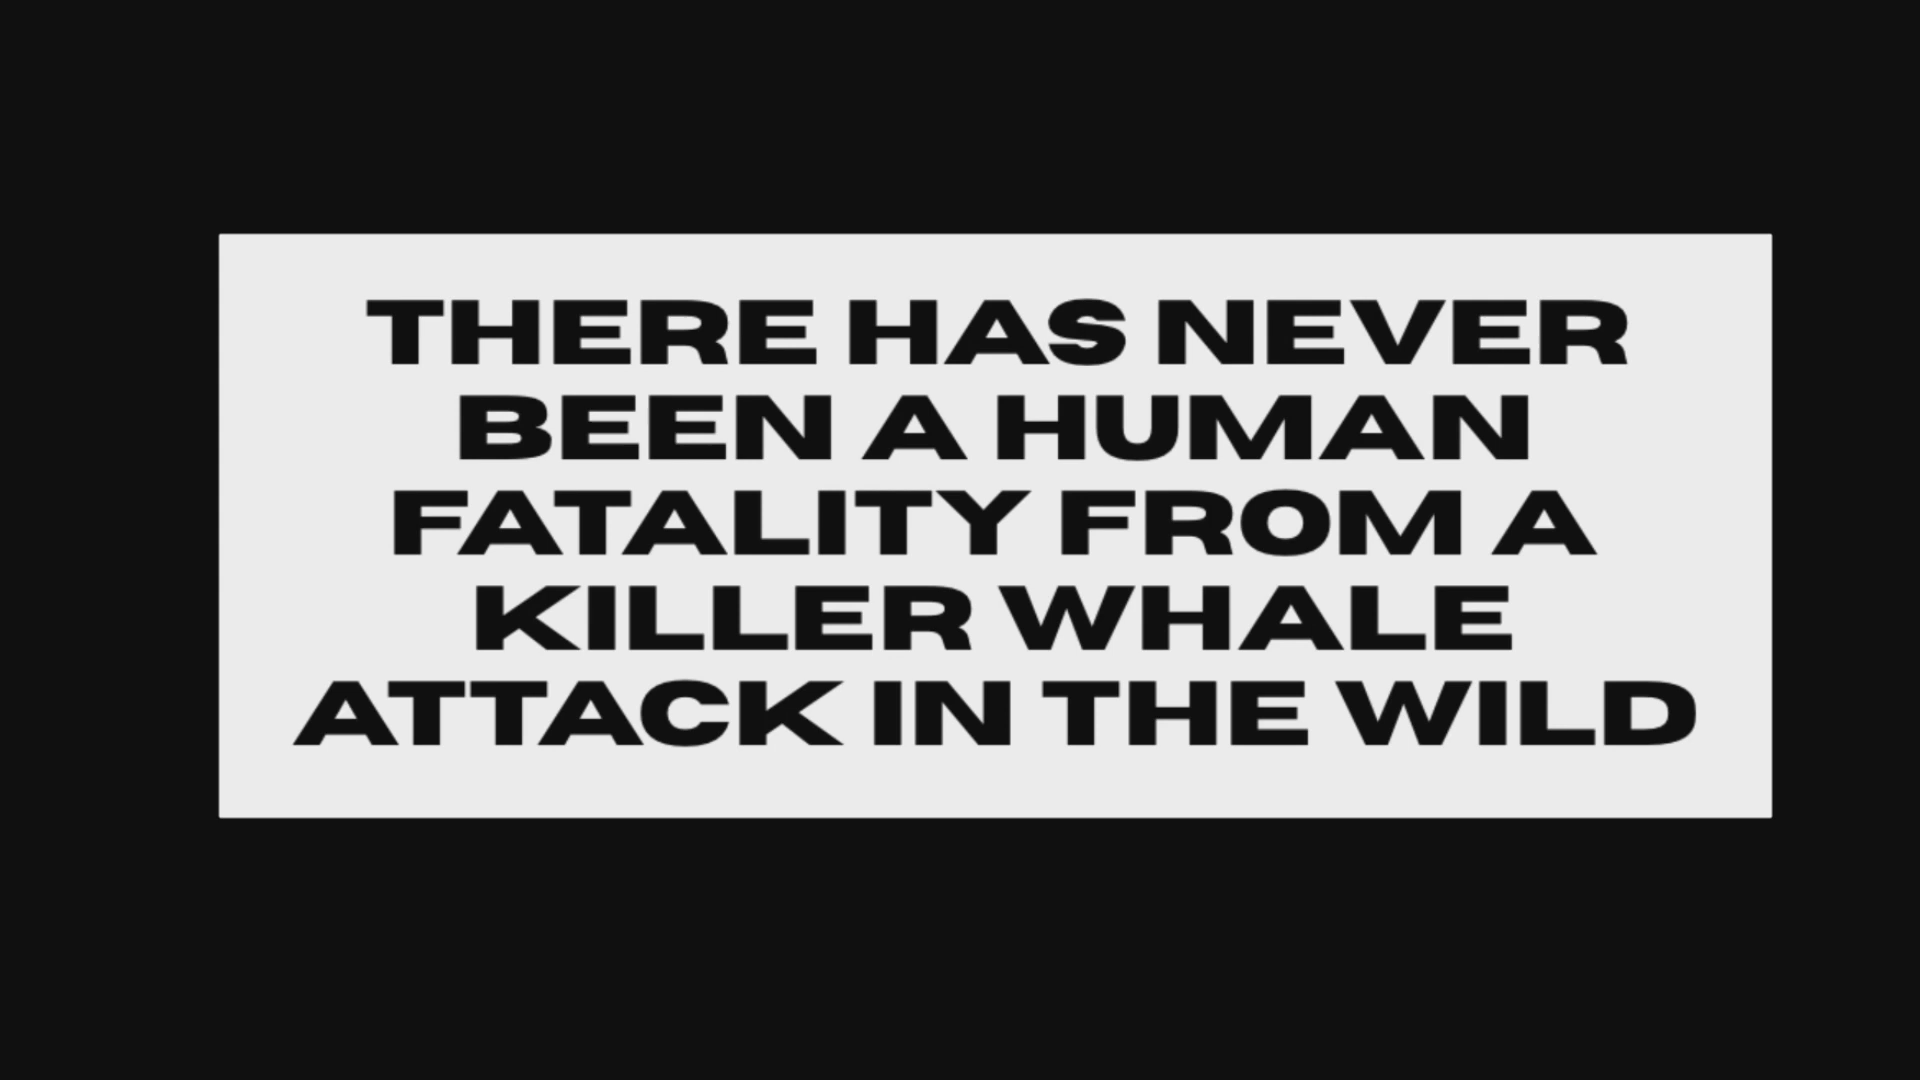 THERE HAS NEVER
BEEN A HUMAN
FATALITY FROM A
KILLER WHALE
ATTACK IN THE WILD